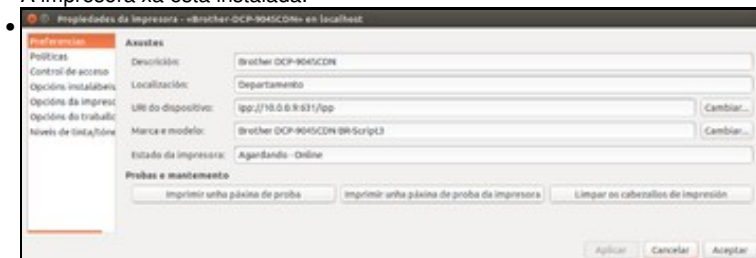 A impresora xa está instalada.
Propiedades da impresora - «Brother OCP-9045CDN» en localhost
Preferencias
Políticas
Control de acceso
Opcións instalábeis
Opcións da impreso
Opcións do traballo
Niveis de tinta/tóne
Axustes
Descrición: Brother DCP-9045CDN
Localización: Departamento
URI do dispositivo: ipp://10.0.0.9:631/ipp Cambiar...
Marca e modelo: Brother DCP-9045CDN BR-Script3 Cambiar...
Estado da impresora: Agardando - Online
Probas e mantemento
Imprimir unha páxina de proba Imprimir unha páxina de proba da impresora Limpar os cabezallos de impresión
Aplicar Cancelar Aceptar